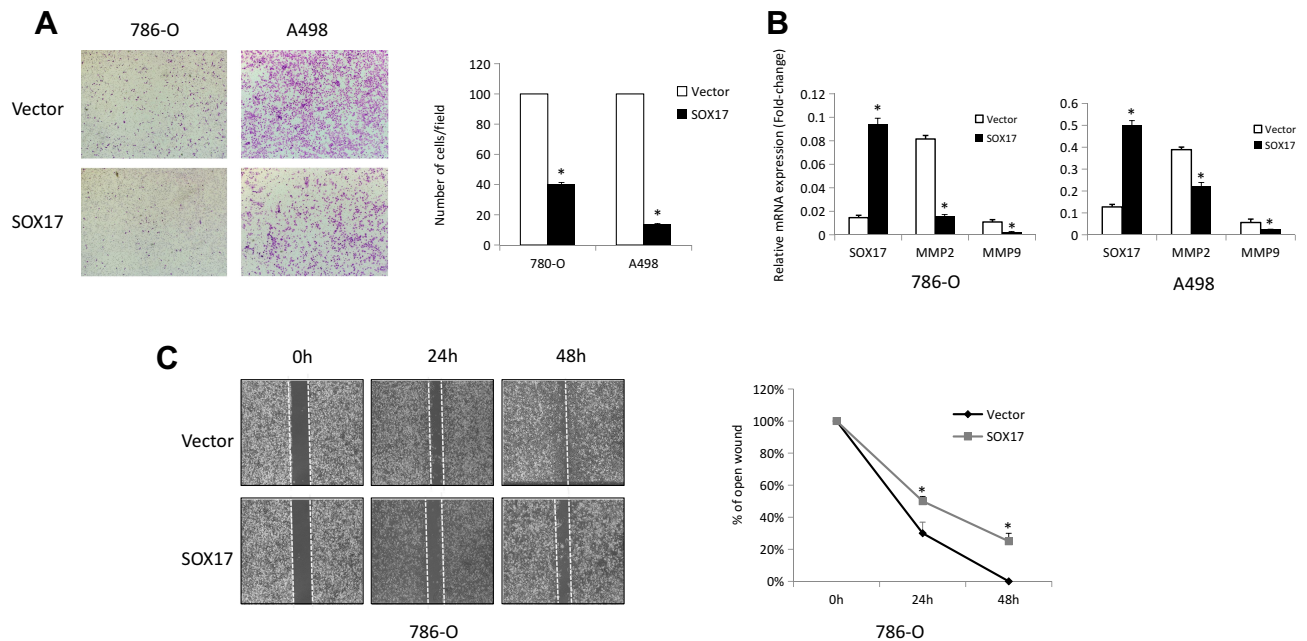 A
786-O A498
Vector
SOX17
Number of cells/field
120
100
80
60
40
20
0
*
*
780-O A498
Vector
SOX17
B
Relative mRNA expression (Fold-change)
0.12
0.1
0.08
0.06
0.04
0.02
0
*
*
*
SOX17 MMP2 MMP9
Vector
SOX17
786-O
0.6
0.5
0.4
0.3
0.2
0.1
0
*
*
*
SOX17 MMP2 MMP9
Vector
SOX17
A498
C
0h 24h 48h
Vector
SOX17
786-O
% of open wound
120%
100%
80%
60%
40%
20%
0%
*
*
0h 24h 48h
Vector
SOX17
786-O